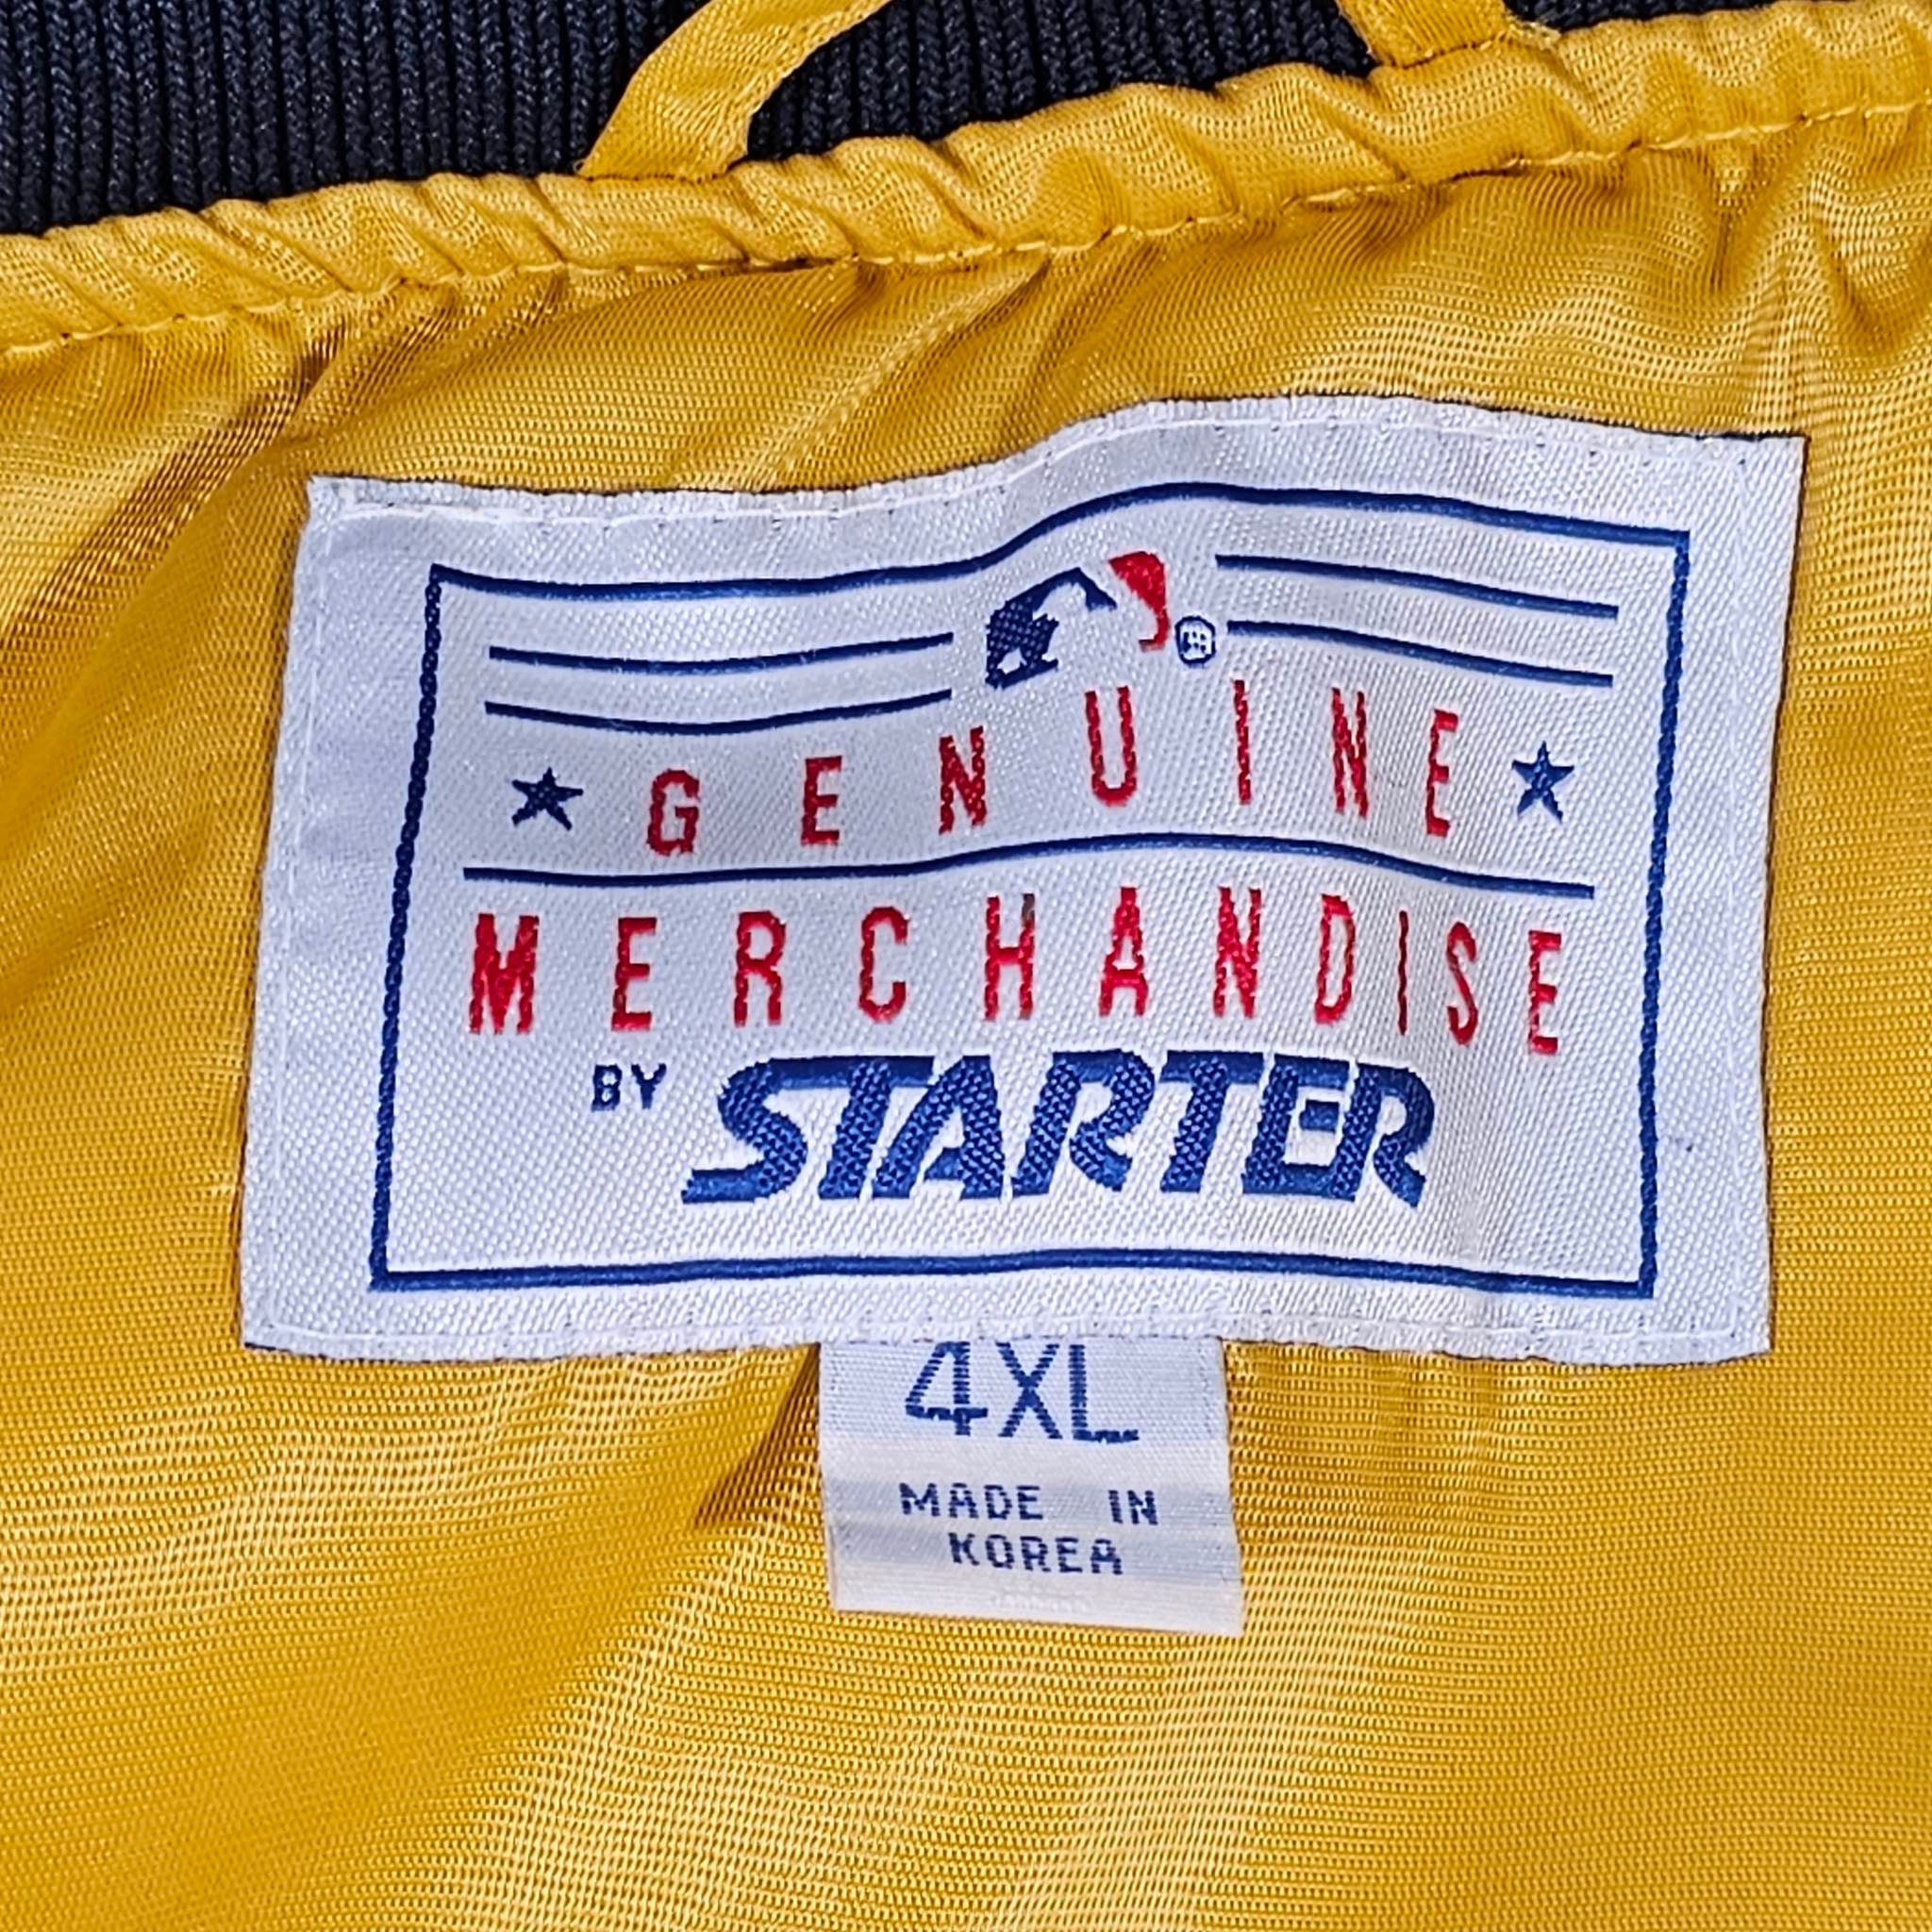 GENUINE
MERCHANDISE
BY STARTER
4XL
MADE IN
KOREA